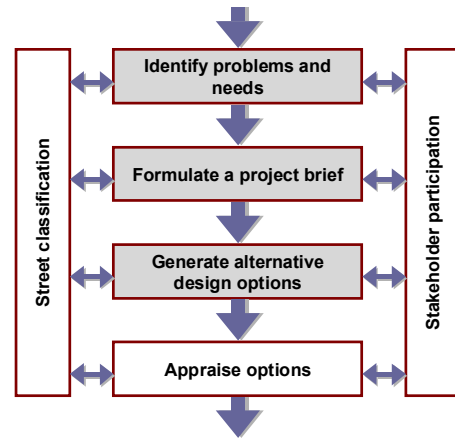 Identify problems and
needs
Formulate a project brief
Generate alternative
design options
Appraise options
Street classification
Stakeholder participation